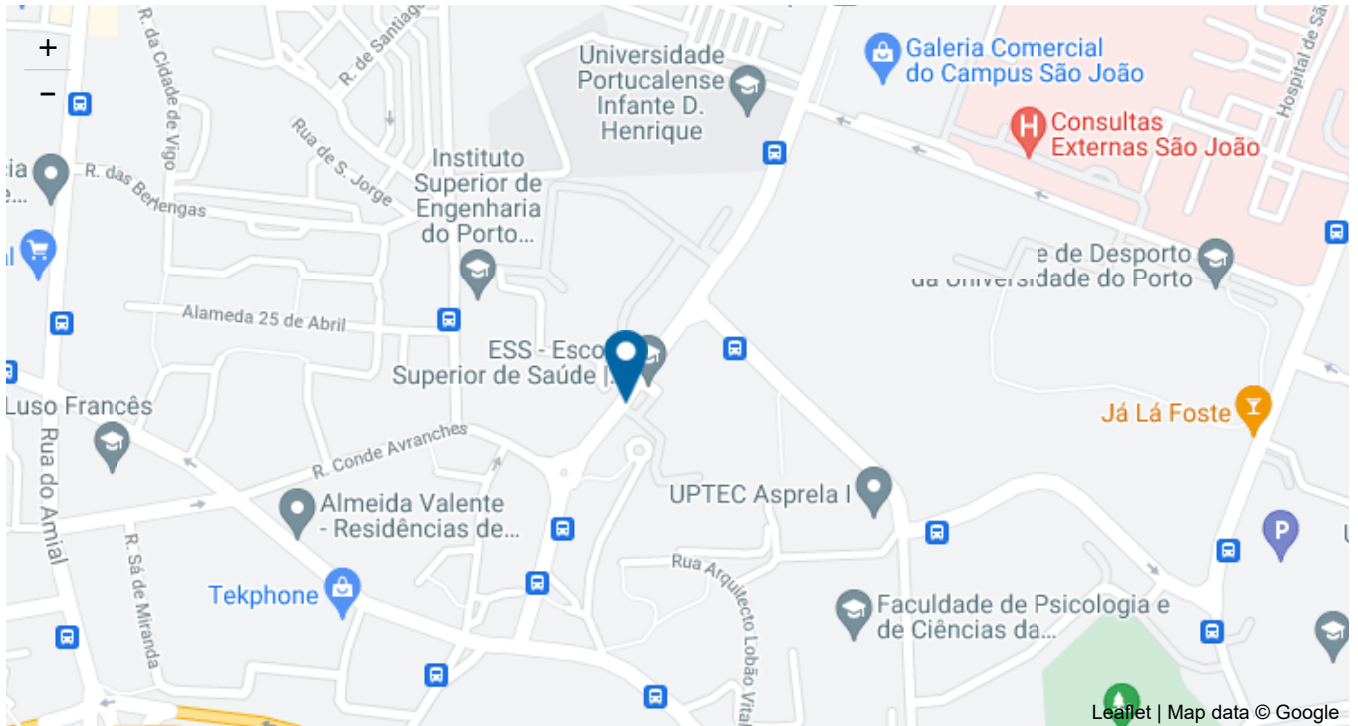 +
−
R. da Cidade de Vigo
R. de Santiago
Universidade
Portucalense
Infante D.
Henrique
Galeria Comercial
do Campus São João
Hospital de São
H
Consultas
Externas São João
Rua de S. Jorge
Instituto
Superior de
Engenharia
do Porto...
cia
e...
R. das Berlengas
al
e de Desporto
da Universidade do Porto
Alameda 25 de Abril
ESS - Esco
Superior de Saúde |...
Luso Francês
Já Lá Foste
Rua do Amial
R. Conde Avranches
UPTEC Asprela I
Almeida Valente
- Residências de...
P
R. Sá de Miranda
Rua Arquitecto Lobão Vital
Tekphone
Faculdade de Psicologia e
de Ciências da...
Leaflet | Map data © Google